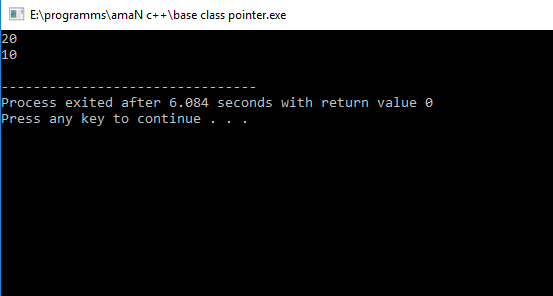 E:\programms\amaN c++\base class pointer.exe
20
10
--------------------------------
Process exited after 6.084 seconds with return value 0
Press any key to continue . . .